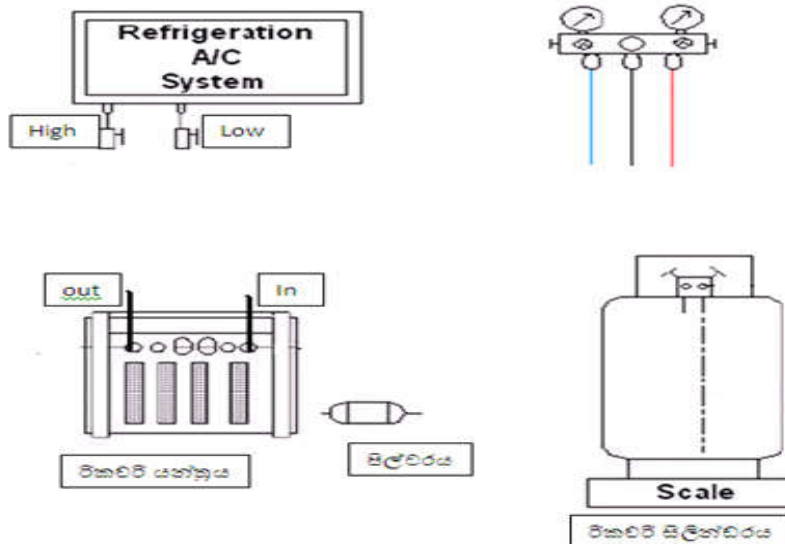 Refrigeration
A/C
System
High
Low
out
In
රිකවරි යන්ත්‍රය
පිල්ටරය
Scale
රිකවරි සිලින්ඩරය